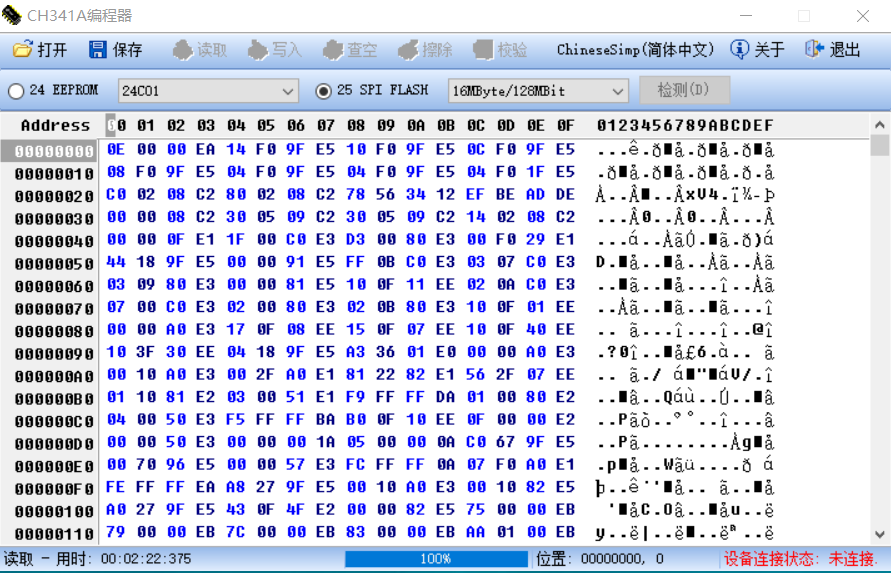 CH341A编程器
打开 保存 读取 写入 查空 擦除 校验 ChineseSimp(简体中文) 关于 退出
24 EEPROM 24C01 25 SPI FLASH 16MByte/128MBit 检测(D)
Address 00 01 02 03 04 05 06 07 08 09 0A 0B 0C 0D 0E 0F 0123456789ABCDEF
00000000 0E 00 00 EA 14 F0 9F E5 10 F0 9F E5 0C F0 9F E5 ...ê.ð■å.ð■å.ð■å
00000010 08 F0 9F E5 04 F0 9F E5 04 F0 9F E5 04 F0 1F E5 .ð■å.ð■å.ð■å.ð.å
00000020 C0 02 08 C2 80 02 08 C2 78 56 34 12 EF BE AD DE À..Â■..ÂxV4.ï¾-Þ
00000030 00 00 08 C2 30 05 09 C2 30 05 09 C2 14 02 08 C2 ...Â0..Â0..Â...Â
00000040 00 00 0F E1 1F 00 C0 E3 D3 00 80 E3 00 F0 29 E1 ...á..ÀãÓ.■ã.ð)á
00000050 44 18 9F E5 00 00 91 E5 FF 0B C0 E3 03 07 C0 E3 D.■å..■å..Àã..Àã
00000060 03 09 80 E3 00 00 81 E5 10 0F 11 EE 02 0A C0 E3 ..■ã..■å...î..Àã
00000070 07 00 C0 E3 02 00 80 E3 02 0B 80 E3 10 0F 01 EE ..Àã..■ã..■ã...î
00000080 00 00 A0 E3 17 0F 08 EE 15 0F 07 EE 10 0F 40 EE .. ã...î...î..@î
00000090 10 3F 30 EE 04 18 9F E5 A3 36 01 E0 00 00 A0 E3 .?0î..■å£6.à.. ã
000000A0 00 10 A0 E3 00 2F A0 E1 81 22 82 E1 56 2F 07 EE .. ã./ á■"■áV/.î
000000B0 01 10 81 E2 03 00 51 E1 F9 FF FF DA 01 00 80 E2 ..■â..Qáù..Ú..■â
000000C0 04 00 50 E3 F5 FF FF BA B0 0F 10 EE 0F 00 00 E2 ..Pãõ..º°..î...â
000000D0 00 00 50 E3 00 00 00 1A 05 00 00 0A C0 67 9F E5 ..Pã........Àg■å
000000E0 00 70 96 E5 00 00 57 E3 FC FF FF 0A 07 F0 A0 E1 .p■å..Wãü....ð á
000000F0 FE FF FF EA A8 27 9F E5 00 10 A0 E3 00 10 82 E5 þ..ê¨'■å.. ã..■å
00000100 A0 27 9F E5 43 0F 4F E2 00 00 82 E5 75 00 00 EB  '■åC.Oâ..■åu..ë
00000110 79 00 00 EB 7C 00 00 EB 83 00 00 EB AA 01 00 EB y..ë|..ë■..ëª..ë
读取 - 用时: 00:02:22:375 100% 位置: 00000000, 0 设备连接状态: 未连接.